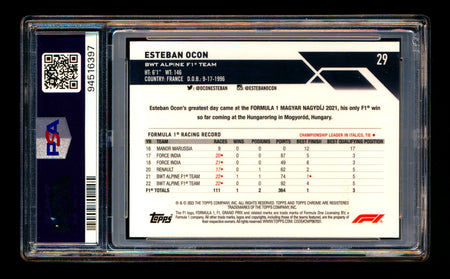 94516397
PSA
ESTEBAN OCON
29
BWT ALPINE F1® TEAM
HT: 6'1" WT: 146
COUNTRY: FRANCE D.O.B.: 9-17-1996
@OCONESTEBAN @ESTEBANOCON
Esteban Ocon's greatest day came at the FORMULA 1 MAGYAR NAGYDÍJ 2021, his only F1® win
so far coming at the Hungaroring in Mogyoród, Hungary.
FORMULA 1® RACING RECORD CHAMPIONSHIP LEADER IN ITALICS, TIE ♦
YR TEAM RACES WINS PODIUMS POINTS BEST FINISH BEST QUALIFYING POSITION
16 MANOR MARUSSIA 9 0 0 0 12 17
17 FORCE INDIA 20♦ 0 0 87 5 3
18 FORCE INDIA 21♦ 0 0 49 6 3
20 RENAULT 17♦ 0 1 62 2 5
21 BWT ALPINE F1® TEAM 22♦ 1 1 74 1♦ 5
22 BWT ALPINE F1® TEAM 22♦ 0 0 92 4 5
F1® TOTALS 111 1 2 364 1 3
TOPPS
F1